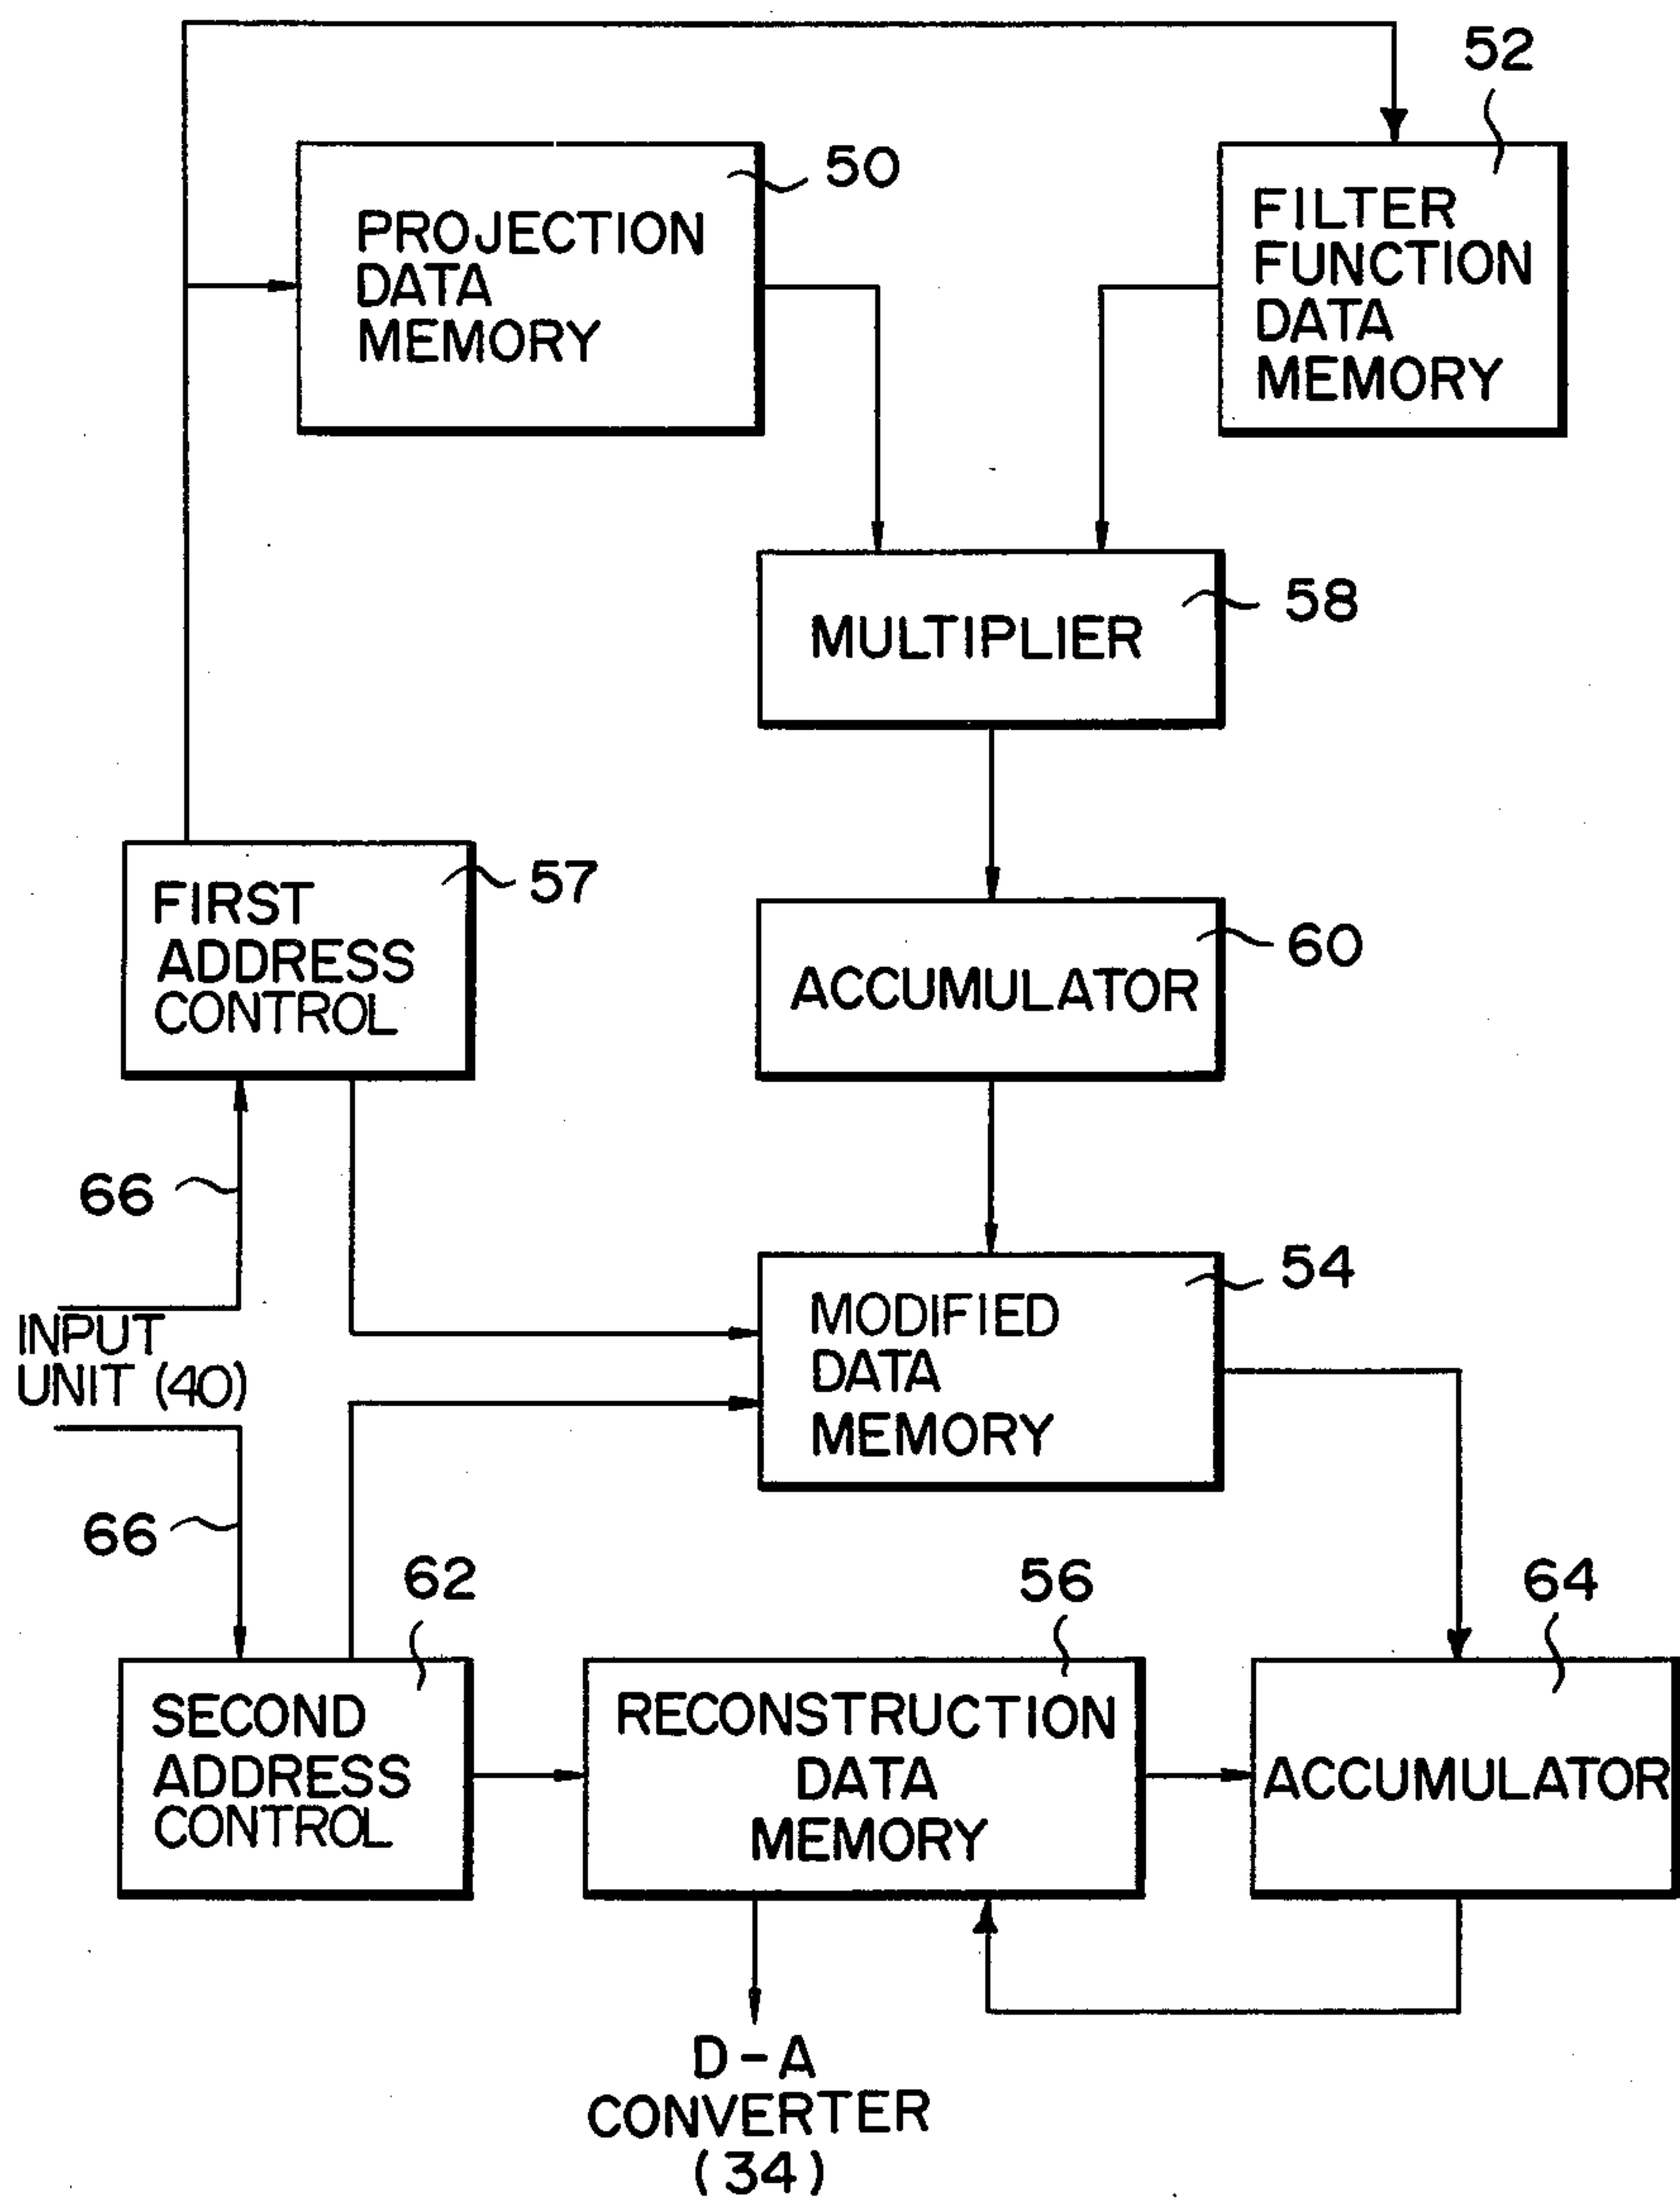 52
50
PROJECTION
DATA
MEMORY
FILTER
FUNCTION
DATA
MEMORY
58
MULTIPLIER
57
FIRST
ADDRESS
CONTROL
60
ACCUMULATOR
66
54
INPUT
UNIT (40)
MODIFIED
DATA
MEMORY
66
62
56
64
SECOND
ADDRESS
CONTROL
RECONSTRUCTION
DATA
MEMORY
ACCUMULATOR
D-A
CONVERTER
(34)